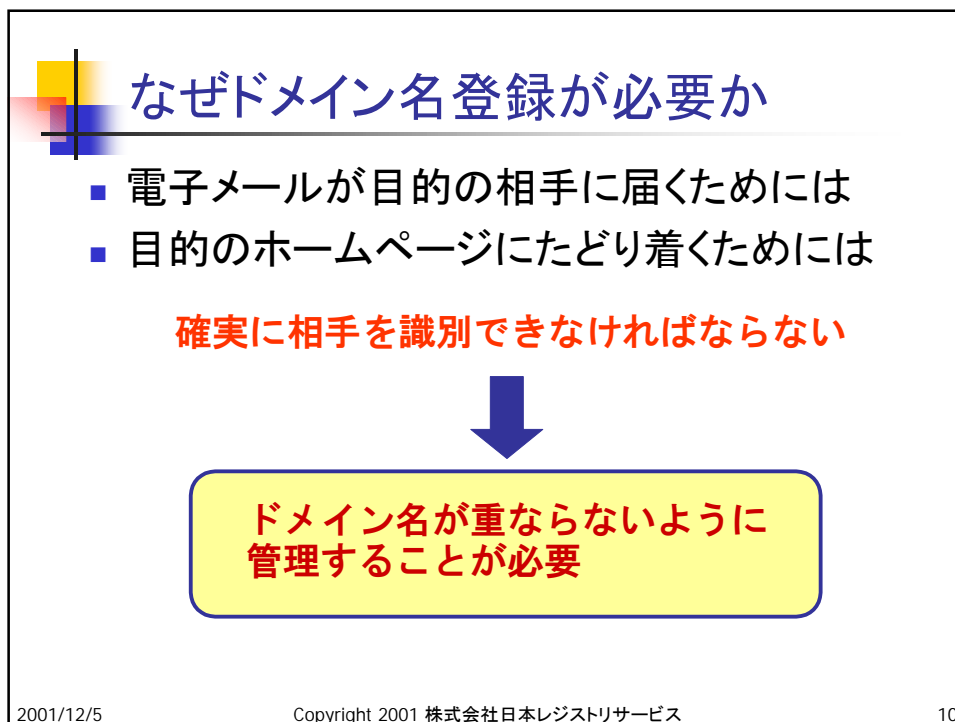 なぜドメイン名登録が必要か
電子メールが目的の相手に届くためには
目的のホームページにたどり着くためには
確実に相手を識別できなければならない
ドメイン名が重ならないように
管理することが必要
2001/12/5 Copyright 2001 株式会社日本レジストリサービス 10